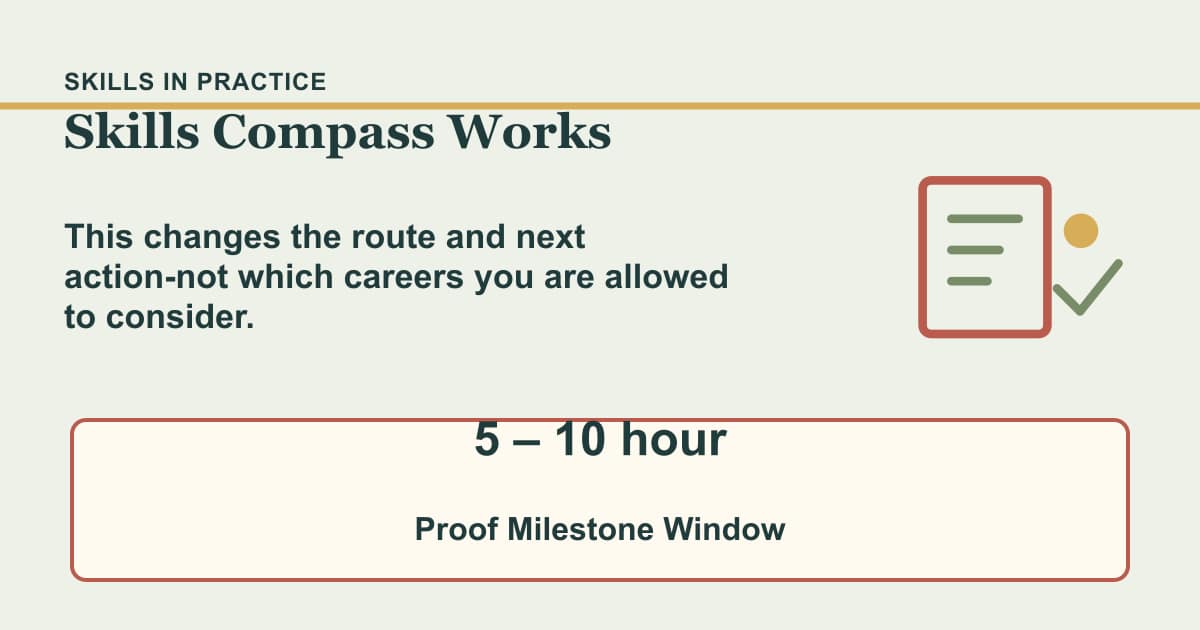 SKILLS IN PRACTICE
Skills Compass Works
This changes the route and next
action-not which careers you are allowed
to consider.
5 – 10 hour
Proof Milestone Window